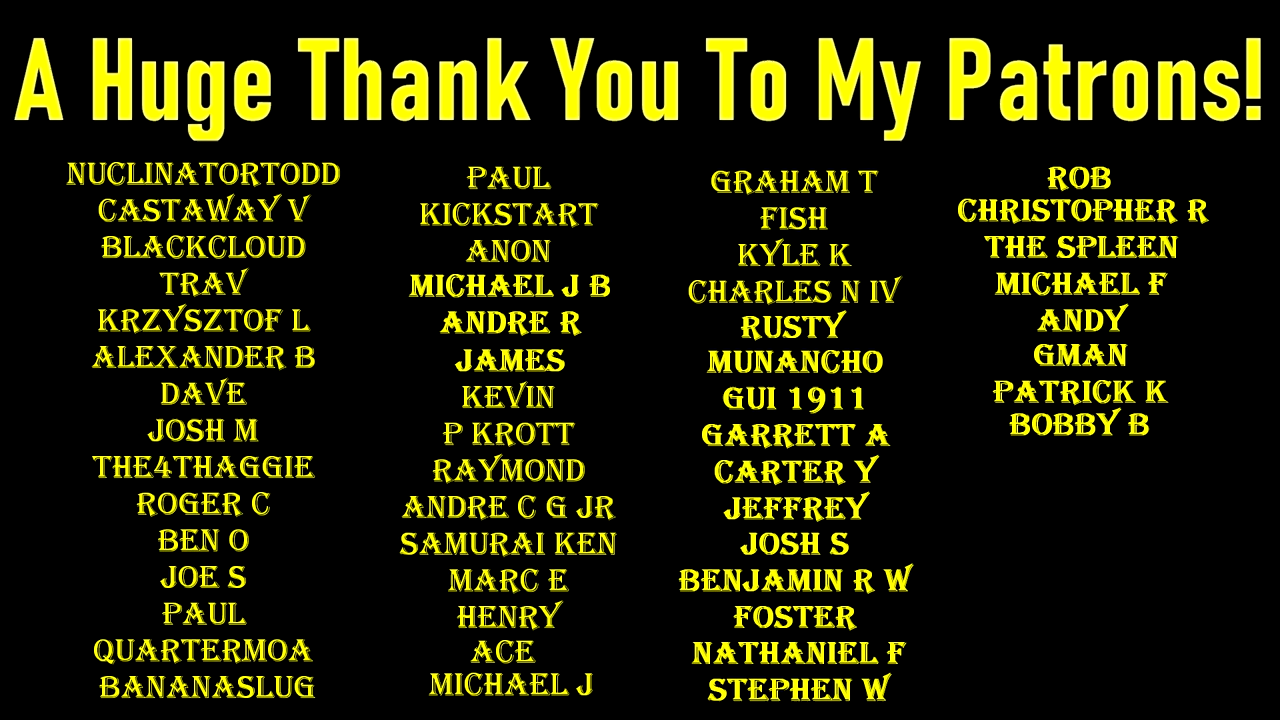 A Huge Thank You To My Patrons!
NUCLINATORTODD
CASTAWAY V
BLACKCLOUD
TRAV
KRZYSZTOF L
ALEXANDER B
DAVE
JOSH M
THE4THAGGIE
ROGER C
BEN O
JOE S
PAUL
QUARTERMOA
BANANASLUG
PAUL
KICKSTART
ANON
MICHAEL J B
ANDRE R
JAMES
KEVIN
P KROTT
RAYMOND
ANDRE C G JR
SAMURAI KEN
MARC E
HENRY
ACE
MICHAEL J
GRAHAM T
FISH
KYLE K
CHARLES N IV
RUSTY
MUNANCHO
GUI 1911
GARRETT A
CARTER Y
JEFFREY
JOSH S
BENJAMIN R W
FOSTER
NATHANIEL F
STEPHEN W
ROB
CHRISTOPHER R
THE SPLEEN
MICHAEL F
ANDY
GMAN
PATRICK K
BOBBY B